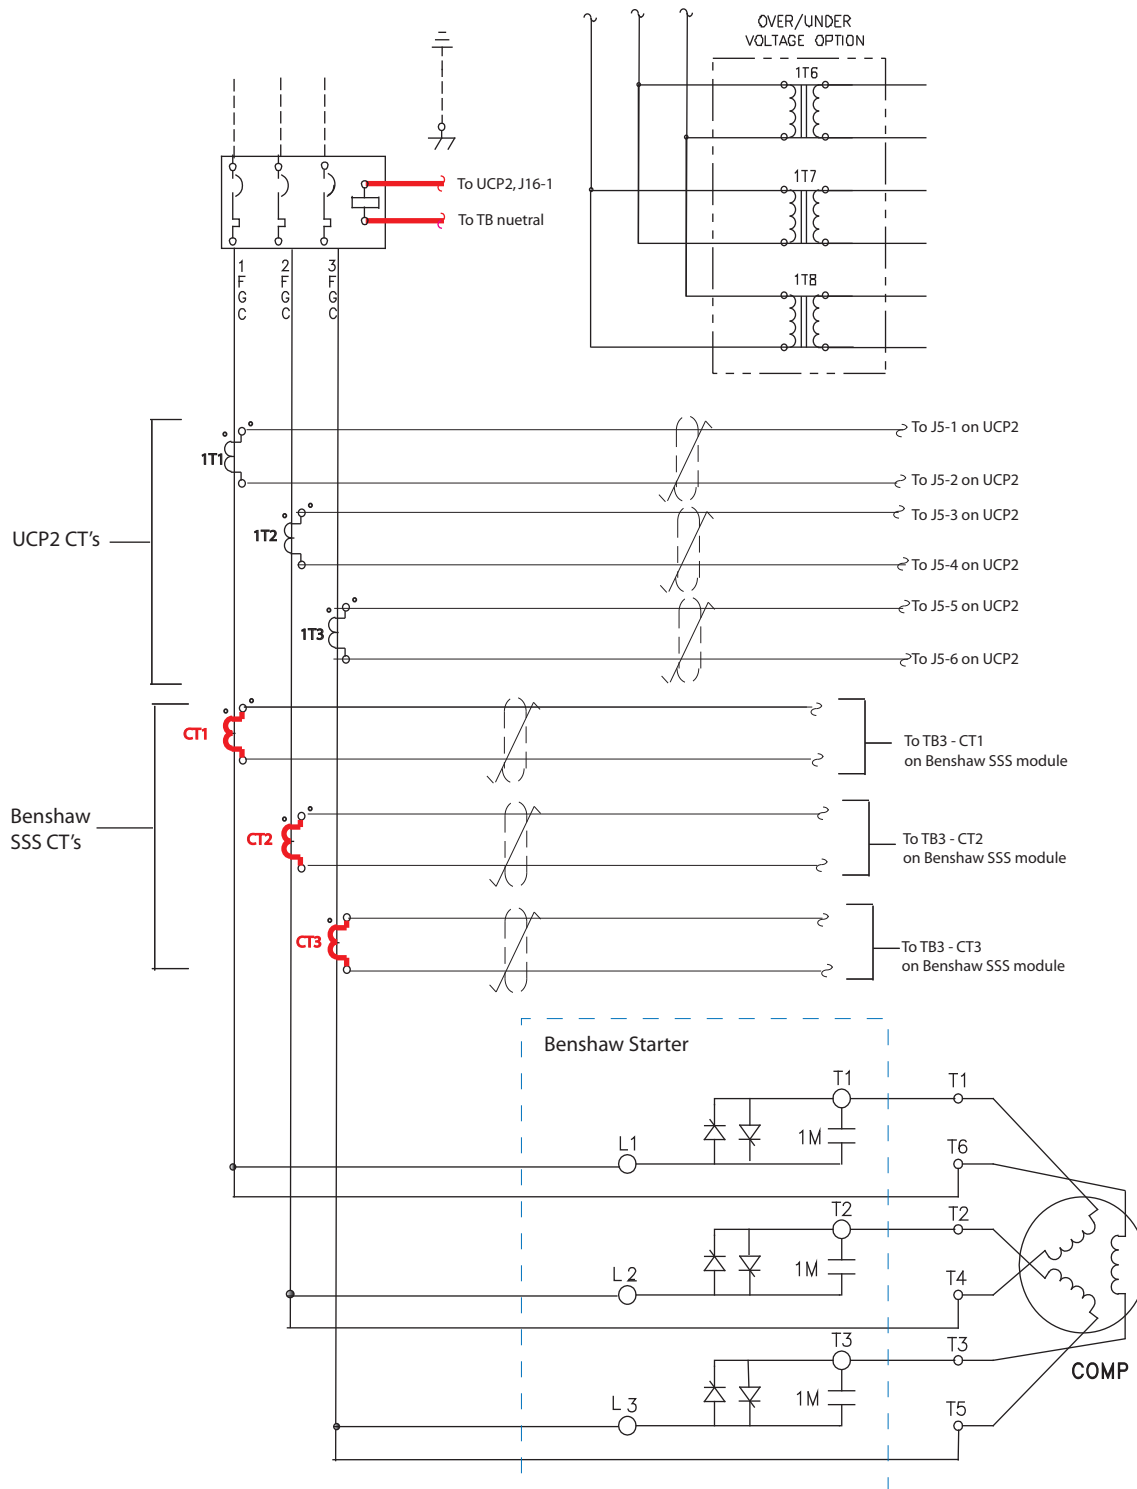 OVER/UNDER
VOLTAGE OPTION
1T6
To UCP2, J16-1
To TB nuetral
1T7
1T8
1
F
G
C
2
F
G
C
3
F
G
C
To J5-1 on UCP2
1T1
To J5-2 on UCP2
To J5-3 on UCP2
UCP2 CT's
1T2
To J5-4 on UCP2
To J5-5 on UCP2
1T3
To J5-6 on UCP2
CT1
To TB3 - CT1
on Benshaw SSS module
Benshaw
SSS CT's
CT2
To TB3 - CT2
on Benshaw SSS module
CT3
To TB3 - CT3
on Benshaw SSS module
Benshaw Starter
T1
T1
1M
L1
T6
T2
T2
1M
L 2
T4
T3
T3
COMP
1M
L 3
T5